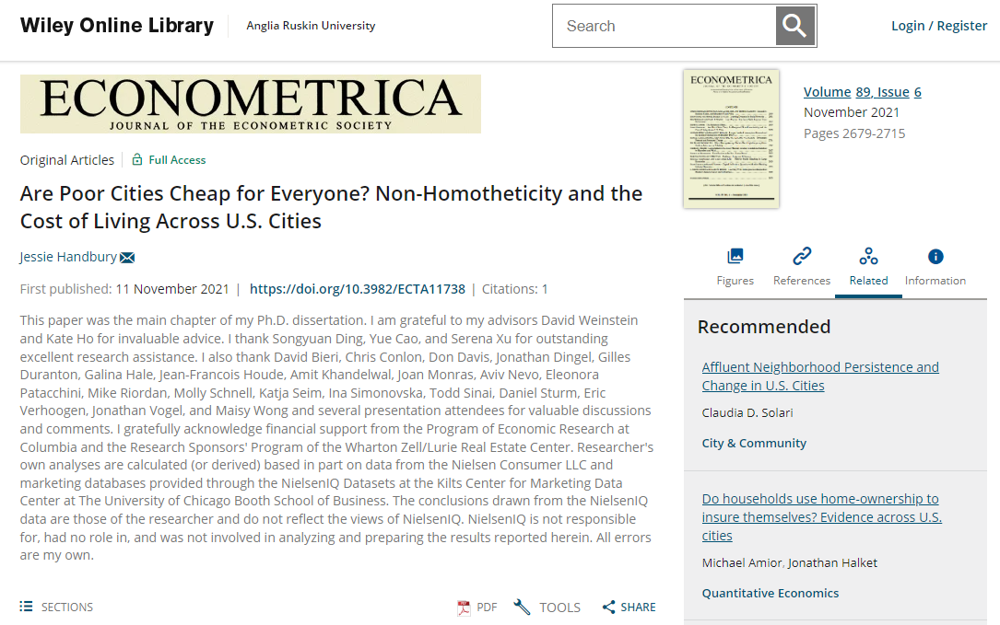 Wiley Online Library
Anglia Ruskin University
Search
Login / Register
ECONOMETRICA
JOURNAL OF THE ECONOMETRIC SOCIETY
Original Articles
Full Access
Are Poor Cities Cheap for Everyone? Non-Homotheticity and the
Cost of Living Across U.S. Cities
Jessie Handbury
First published: 11 November 2021 | https://doi.org/10.3982/ECTA11738 | Citations: 1
This paper was the main chapter of my Ph.D. dissertation. I am grateful to my advisors David Weinstein
and Kate Ho for invaluable advice. I thank Songyuan Ding, Yue Cao, and Serena Xu for outstanding
excellent research assistance. I also thank David Bieri, Chris Conlon, Don Davis, Jonathan Dingel, Gilles
Duranton, Galina Hale, Jean-Francois Houde, Amit Khandelwal, Joan Monras, Aviv Nevo, Eleonora
Patacchini, Mike Riordan, Molly Schnell, Katja Seim, Ina Simonovska, Todd Sinai, Daniel Sturm, Eric
Verhoogen, Jonathan Vogel, and Maisy Wong and several presentation attendees for valuable discussions
and comments. I gratefully acknowledge financial support from the Program of Economic Research at
Columbia and the Research Sponsors' Program of the Wharton Zell/Lurie Real Estate Center. Researcher's
own analyses are calculated (or derived) based in part on data from the Nielsen Consumer LLC and
marketing databases provided through the NielsenIQ Datasets at the Kilts Center for Marketing Data
Center at The University of Chicago Booth School of Business. The conclusions drawn from the NielsenIQ
data are those of the researcher and do not reflect the views of NielsenIQ. NielsenIQ is not responsible
for, had no role in, and was not involved in analyzing and preparing the results reported herein. All errors
are my own.
SECTIONS
PDF
TOOLS
SHARE
ECONOMETRICA
Volume 89, Issue 6
November 2021
Pages 2679-2715
Figures
References
Related
Information
Recommended
Affluent Neighborhood Persistence and
Change in U.S. Cities
Claudia D. Solari
City & Community
Do households use home-ownership to
insure themselves? Evidence across U.S.
cities
Michael Amior, Jonathan Halket
Quantitative Economics